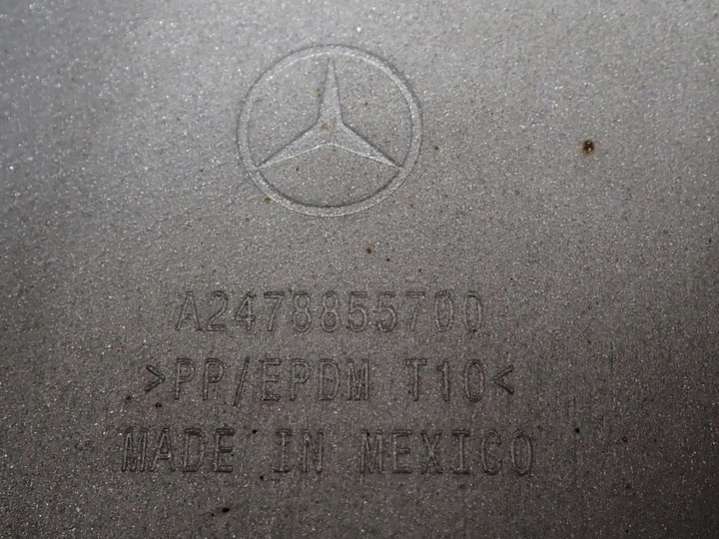 A2478855700
>PP/EPDM T10<
MADE IN MEXICO